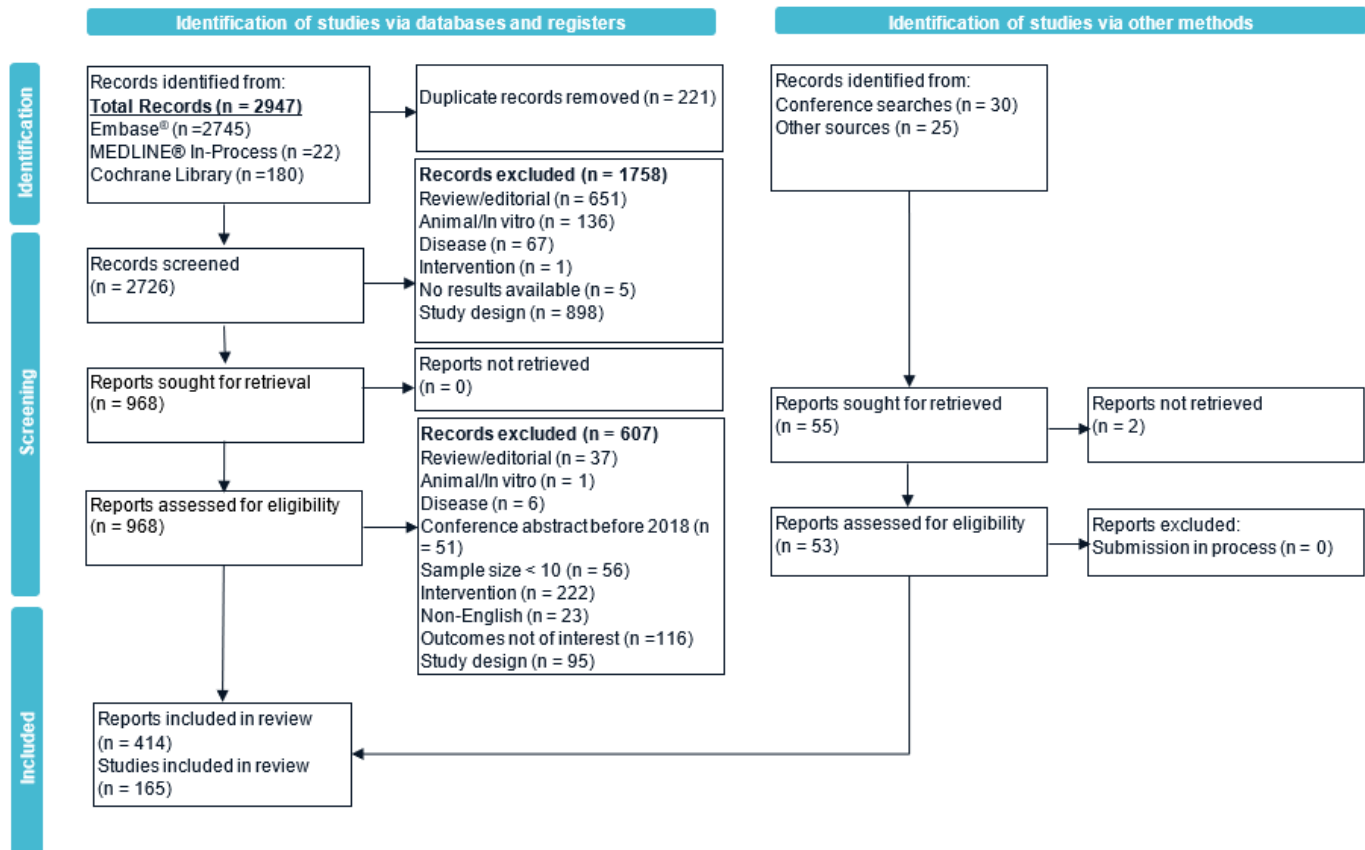 Identification of studies via databases and registers
Identification of studies via other methods
Identification
Records identified from:
Total Records (n = 2947)
Embase® (n =2745)
MEDLINE® In-Process (n =22)
Cochrane Library (n =180)
Duplicate records removed (n = 221)
Records identified from:
Conference searches (n = 30)
Other sources (n = 25)
Screening
Records screened
(n = 2726)
Records excluded (n = 1758)
Review/editorial (n = 651)
Animal/In vitro (n = 136)
Disease (n = 67)
Intervention (n = 1)
No results available (n = 5)
Study design (n = 898)
Reports sought for retrieval
(n = 968)
Reports not retrieved
(n = 0)
Reports sought for retrieved
(n = 55)
Reports not retrieved
(n = 2)
Reports assessed for eligibility
(n = 968)
Records excluded (n = 607)
Review/editorial (n = 37)
Animal/In vitro (n = 1)
Disease (n = 6)
Conference abstract before 2018 (n
= 51)
Sample size < 10 (n = 56)
Intervention (n = 222)
Non-English (n = 23)
Outcomes not of interest (n =116)
Study design (n = 95)
Reports assessed for eligibility
(n = 53)
Reports excluded:
Submission in process (n = 0)
Included
Reports included in review
(n = 414)
Studies included in review
(n = 165)